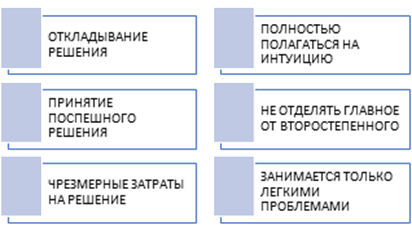 ОТКЛАДЫВАНИЕ
РЕШЕНИЯ
ПОЛНОСТЬЮ
ПОЛАГАТЬСЯ НА
ИНТУИЦИЮ
ПРИНЯТИЕ
ПОСПЕШНОГО
РЕШЕНИЯ
НЕ ОТДЕЛЯТЬ ГЛАВНОЕ
ОТ ВТОРОСТЕПЕННОГО
ЧРЕЗМЕРНЫЕ ЗАТРАТЫ
НА РЕШЕНИЕ
ЗАНИМАЕТСЯ ТОЛЬКО
ЛЕГКИМИ
ПРОБЛЕМАМИ